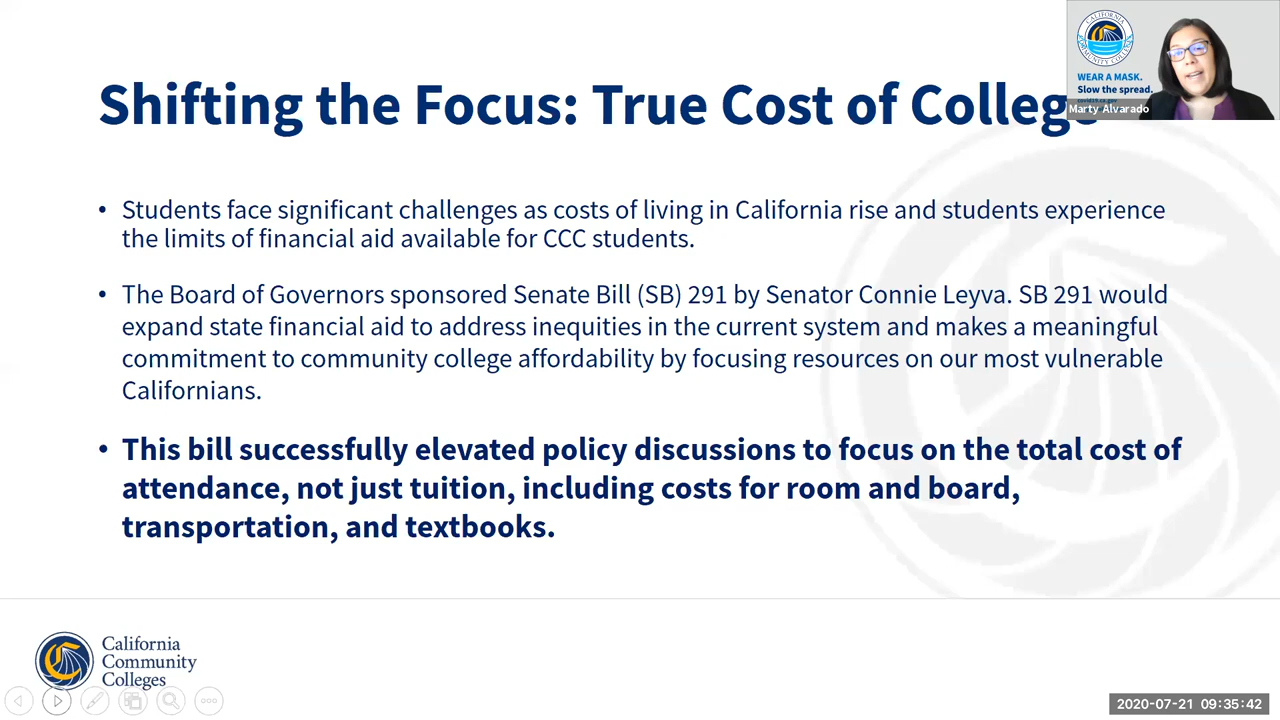 Shifting the Focus: True Cost of College
CALIFORNIA
COMMUNITY COLLEGES
WEAR A MASK.
Slow the spread.
Marty Alvarado
• Students face significant challenges as costs of living in California rise and students experience
the limits of financial aid available for CCC students.
• The Board of Governors sponsored Senate Bill (SB) 291 by Senator Connie Leyva. SB 291 would
expand state financial aid to address inequities in the current system and makes a meaningful
commitment to community college affordability by focusing resources on our most vulnerable
Californians.
• This bill successfully elevated policy discussions to focus on the total cost of
attendance, not just tuition, including costs for room and board,
transportation, and textbooks.
California
Community
Colleges
2020-07-21 09:35:42